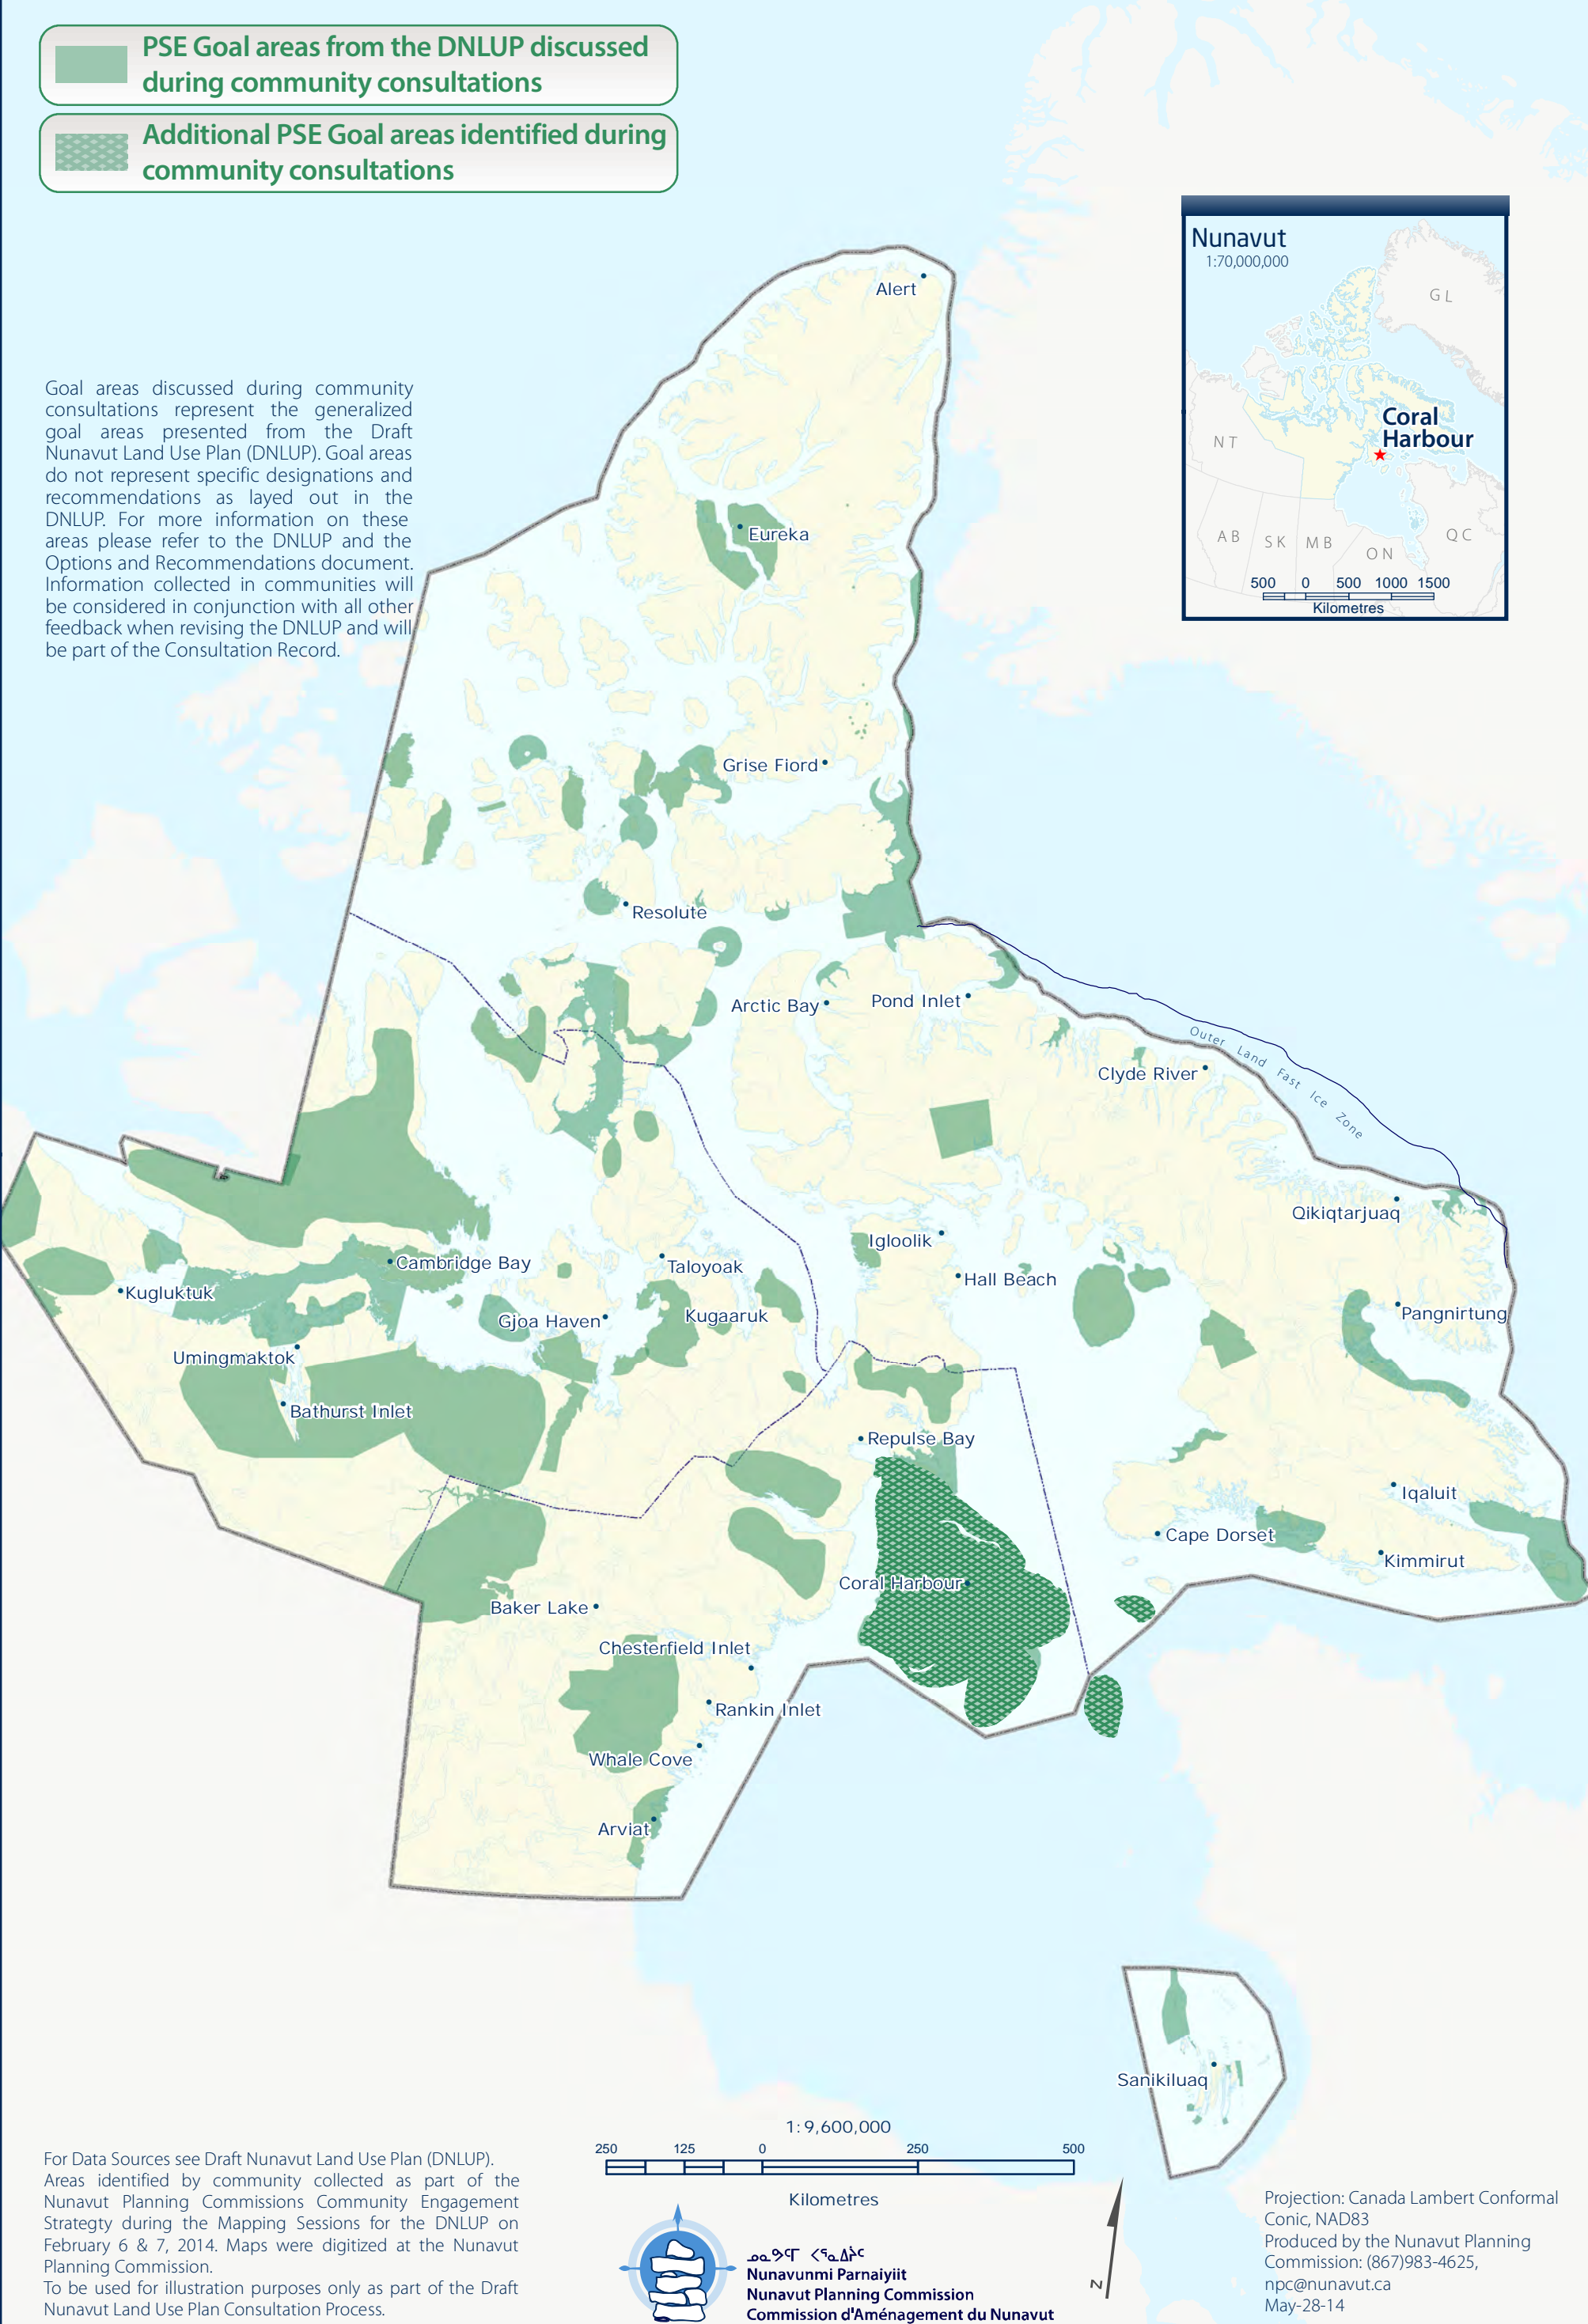 PSE Goal areas from the DNLUP discussed
during community consultations
Additional PSE Goal areas identified during
community consultations
Nunavut
1:70,000,000
GL
Coral
Harbour
NT
AB
SK
MB
ON
QC
500 0 500 1000 1500
Kilometres
Goal areas discussed during community
consultations represent the generalized
goal areas presented from the Draft
Nunavut Land Use Plan (DNLUP). Goal areas
do not represent specific designations and
recommendations as layed out in the
DNLUP. For more information on these
areas please refer to the DNLUP and the
Options and Recommendations document.
Information collected in communities will
be considered in conjunction with all other
feedback when revising the DNLUP and will
be part of the Consultation Record.
Alert
Eureka
Grise Fiord
Resolute
Arctic Bay
Pond Inlet
Outer Land Fast Ice Zone
Clyde River
Qikiqtarjuaq
Igloolik
Hall Beach
Cambridge Bay
Taloyoak
Kugluktuk
Gjoa Haven
Kugaaruk
Pangnirtung
Umingmaktok
Bathurst Inlet
Repulse Bay
Iqaluit
Cape Dorset
Kimmirut
Coral Harbour
Baker Lake
Chesterfield Inlet
Rankin Inlet
Whale Cove
Arviat
Sanikiluaq
1:9,600,000
250 125 0 250 500
Kilometres
For Data Sources see Draft Nunavut Land Use Plan (DNLUP).
Areas identified by community collected as part of the
Nunavut Planning Commissions Community Engagement
Strategty during the Mapping Sessions for the DNLUP on
February 6 & 7, 2014. Maps were digitized at the Nunavut
Planning Commission.
To be used for illustration purposes only as part of the Draft
Nunavut Land Use Plan Consultation Process.
ᓄᓇᕗᒻᒥ ᐸᕐᓇᐃᔩᑦ
Nunavunmi Parnaiyiit
Nunavut Planning Commission
Commission d'Aménagement du Nunavut
N
Projection: Canada Lambert Conformal
Conic, NAD83
Produced by the Nunavut Planning
Commission: (867)983-4625,
npc@nunavut.ca
May-28-14